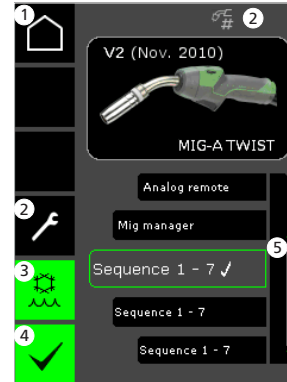 1
# 2
V2 (Nov. 2010)
MIG-A TWIST
Analog remote
2
Mig manager
Sequence 1 - 7 ✓
3
5
Sequence 1 - 7
4
Sequence 1 - 7